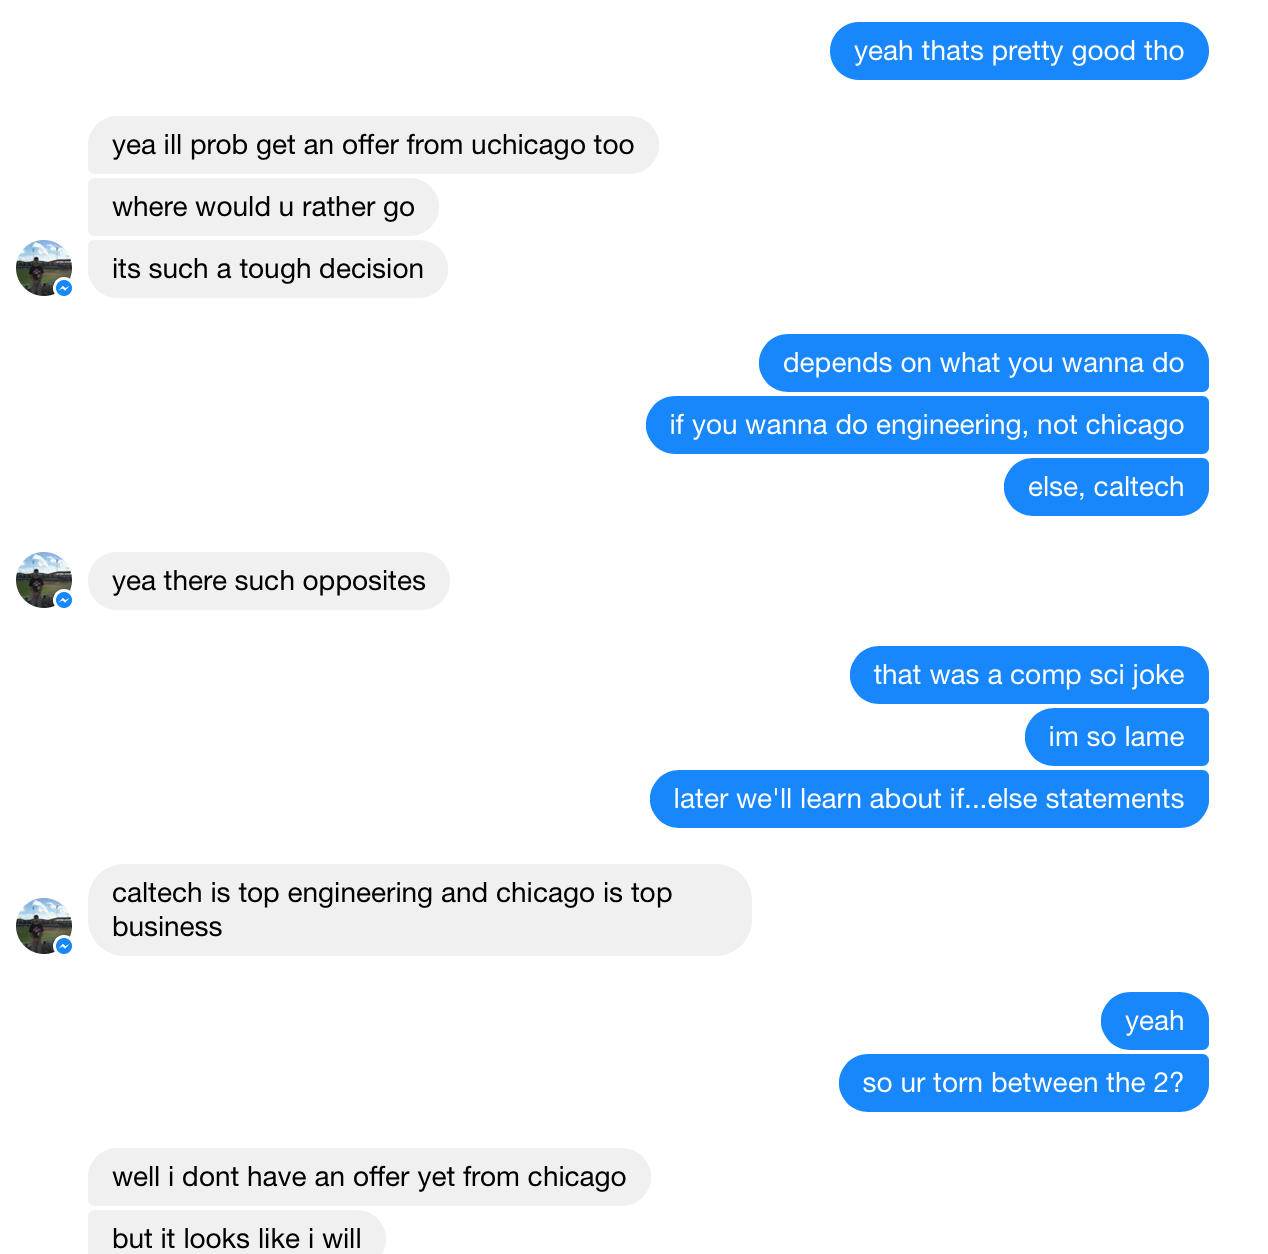 yeah thats pretty good tho
yea ill prob get an offer from uchicago too
where would u rather go
its such a tough decision
depends on what you wanna do
if you wanna do engineering, not chicago
else, caltech
yea there such opposites
that was a comp sci joke
im so lame
later we'll learn about if...else statements
caltech is top engineering and chicago is top
business
yeah
so ur torn between the 2?
well i dont have an offer yet from chicago
but it looks like i will